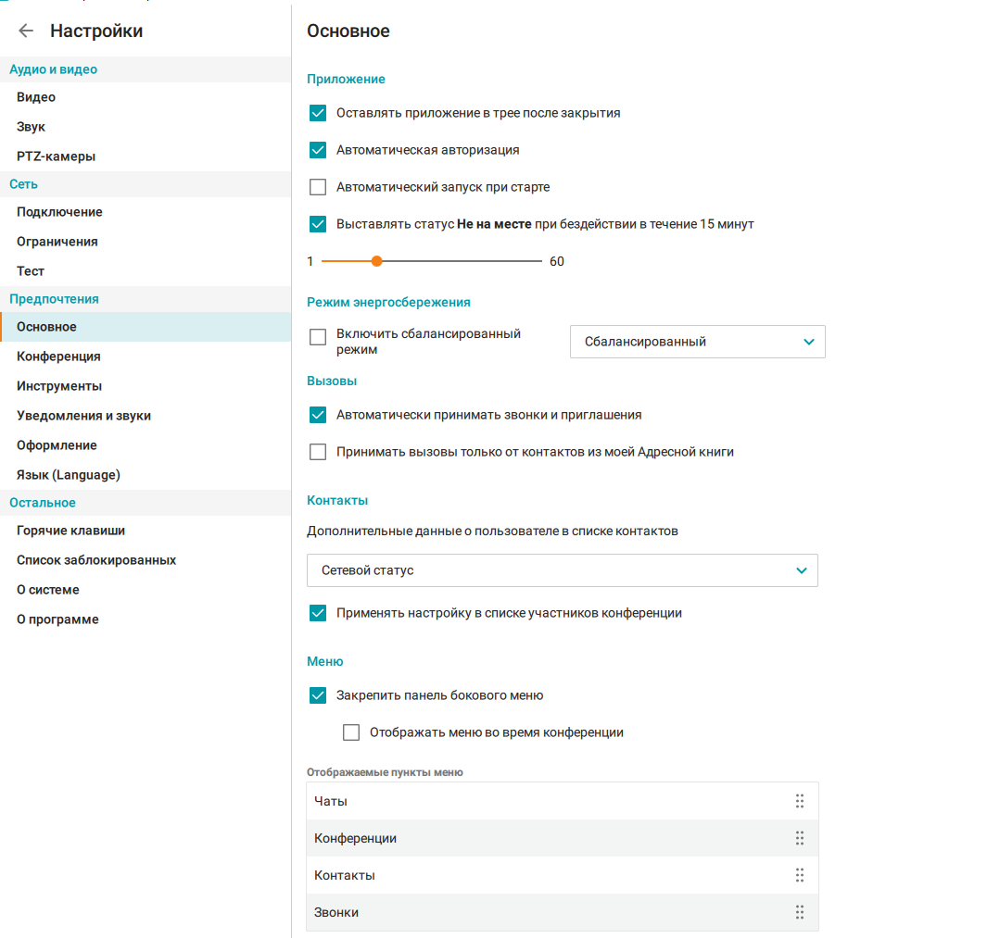 Настройки
Аудио и видео
Видео
Звук
PTZ-камеры
Сеть
Подключение
Ограничения
Тест
Предпочтения
Основное
Конференция
Инструменты
Уведомления и звуки
Оформление
Язык (Language)
Остальное
Горячие клавиши
Список заблокированных
О системе
О программе
Основное
Приложение
Оставлять приложение в трее после закрытия
Автоматическая авторизация
Автоматический запуск при старте
Выставлять статус Не на месте при бездействии в течение 15 минут
1 60
Режим энергосбережения
Включить сбалансированный
режим
Сбалансированный
Вызовы
Автоматически принимать звонки и приглашения
Принимать вызовы только от контактов из моей Адресной книги
Контакты
Дополнительные данные о пользователе в списке контактов
Сетевой статус
Применять настройку в списке участников конференции
Меню
Закрепить панель бокового меню
Отображать меню во время конференции
Отображаемые пункты меню
Чаты
Конференции
Контакты
Звонки